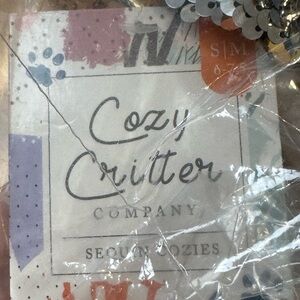 S|M
Cozy
Critter
COMPANY
SEQUIN COZIES